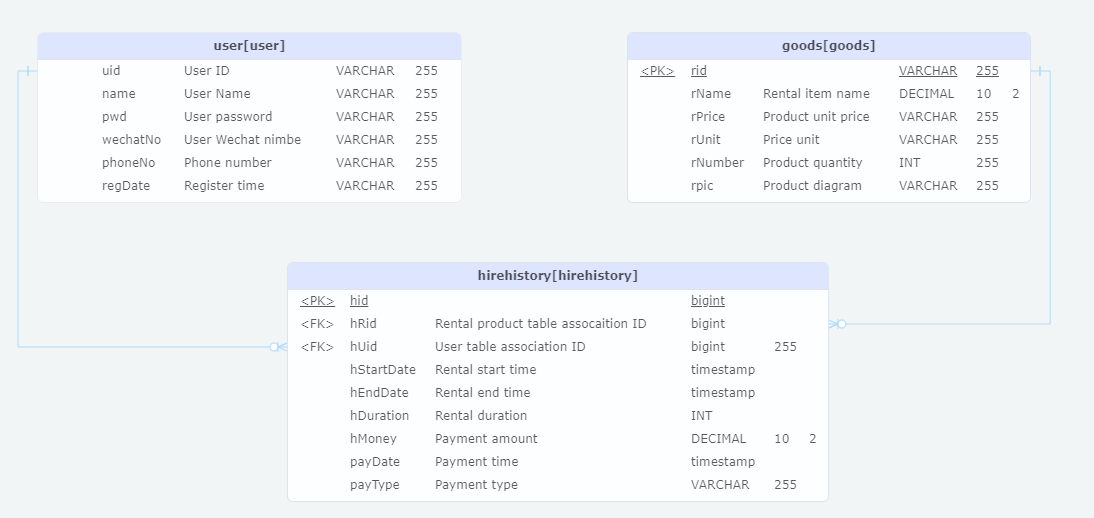 user[user]
uid User ID VARCHAR 255
name User Name VARCHAR 255
pwd User password VARCHAR 255
wechatNo User Wechat nimbe VARCHAR 255
phoneNo Phone number VARCHAR 255
regDate Register time VARCHAR 255
goods[goods]
<PK> rid VARCHAR 255
rName Rental item name DECIMAL 10 2
rPrice Product unit price VARCHAR 255
rUnit Price unit VARCHAR 255
rNumber Product quantity INT 255
rpic Product diagram VARCHAR 255
hirehistory[hirehistory]
<PK> hid bigint
<FK> hRid Rental product table assocaition ID bigint
<FK> hUid User table association ID bigint 255
hStartDate Rental start time timestamp
hEndDate Rental end time timestamp
hDuration Rental duration INT
hMoney Payment amount DECIMAL 10 2
payDate Payment time timestamp
payType Payment type VARCHAR 255